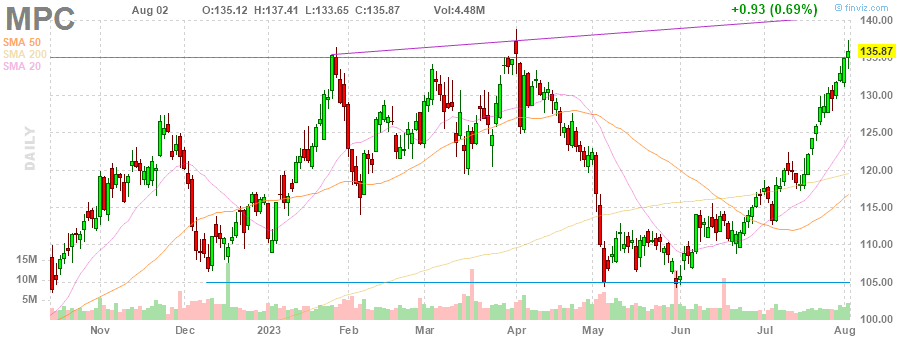 MPC Aug 02 O:135.12 H:137.41 L:133.65 C:135.87 Vol:4.48M +0.93 (0.69%) © finviz.com
SMA 50
SMA 200
SMA 20
DAILY
140.00
135.87
135.00
130.00
125.00
120.00
115.00
110.00
105.00
100.00
15M
10M
5M
Nov Dec 2023 Feb Mar Apr May Jun Jul Aug